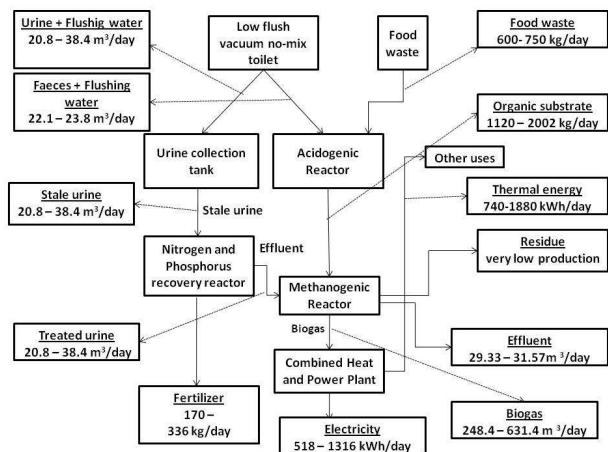 Urine + Flushig water
20.8 – 38.4 m³/day
Low flush
vacuum no-mix
toilet
Food
waste
Food waste
600- 750 kg/day
Faeces + Flushing
water
22.1 – 23.8 m³/day
Organic substrate
1120 – 2002 kg/day
Urine collection
tank
Acidogenic
Reactor
Other uses
Stale urine
20.8 – 38.4 m³/day
Stale urine
Thermal energy
740-1880 kWh/day
Nitrogen and
Phosphorus
recovery reactor
Effluent
Residue
very low production
Methanogenic
Reactor
Biogas
Treated urine
20.8 – 38.4 m³/day
Effluent
29.33 – 31.57m ³/day
Combined Heat
and Power Plant
Fertilizer
170 –
336 kg/day
Electricity
518 – 1316 kWh/day
Biogas
248.4 – 631.4 m ³/day